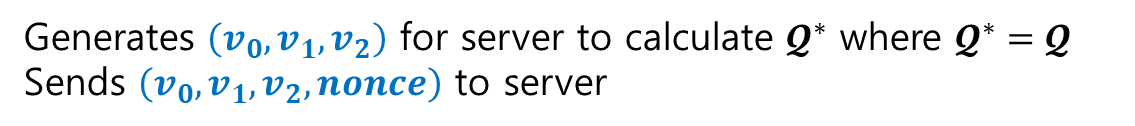 Generates (𝒗₀, 𝒗₁, 𝒗₂) for server to calculate 𝓠* where 𝓠* = 𝓠
Sends (𝒗₀, 𝒗₁, 𝒗₂, 𝒏𝒐𝒏𝒄𝒆) to server